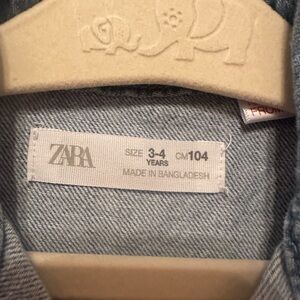 ZARA
SIZE 3-4 CM 104
YEARS
MADE IN BANGLADESH